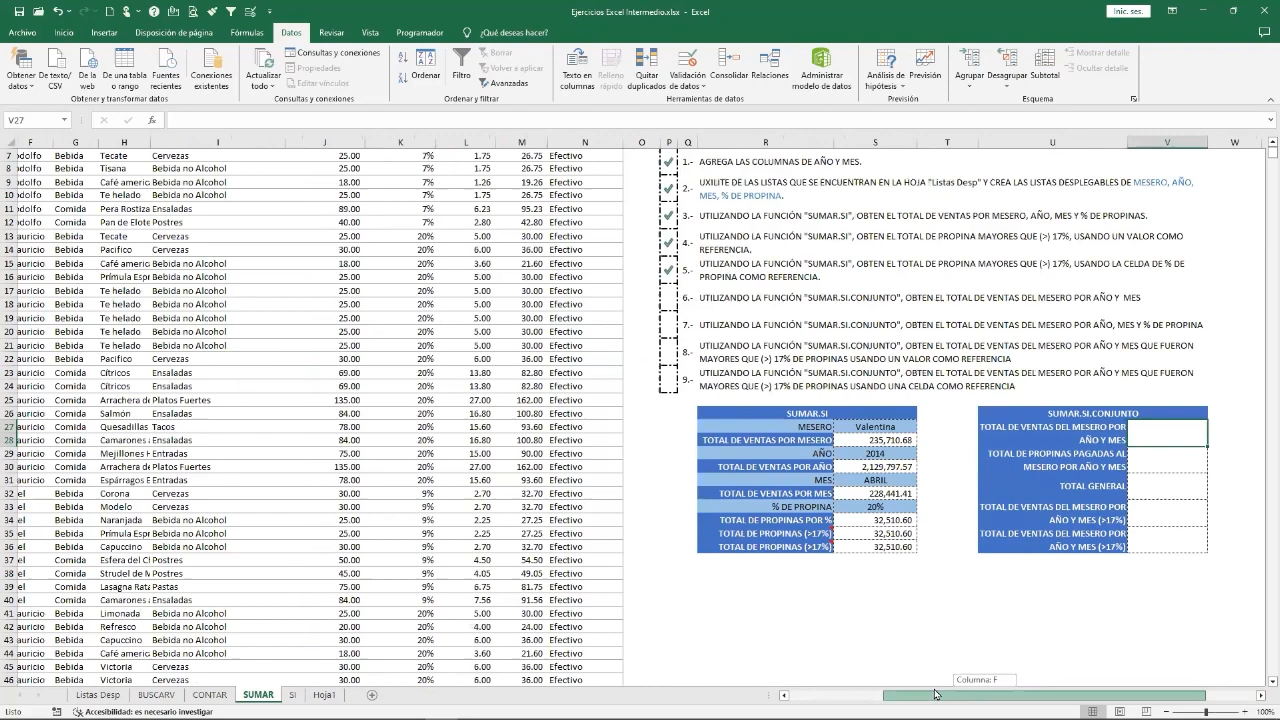 Ejercicios Excel Intermedio.xlsx - Excel
Inic. ses.
Archivo Inicio Insertar Disposición de página Fórmulas Datos Revisar Vista Programador ¿Qué deseas hacer?
Obtener datos De texto/ CSV De la web De una tabla o rango Fuentes recientes Conexiones existentes
Obtener y transformar datos
Actualizar todo Consultas y conexiones
Propiedades
Editar vínculos
Consultas y conexiones
Ordenar Filtro Borrar
Volver a aplicar
Avanzadas
Ordenar y filtrar
Texto en columnas Relleno rápido Quitar duplicados Validación de datos Consolidar Relaciones Administrar modelo de datos
Herramientas de datos
Análisis de hipótesis Previsión
Previsión
Agrupar Desagrupar Subtotal Mostrar detalle
Ocultar detalle
Esquema
V27
fx
F G H I J K L M N O P Q R S T U V W
7 odolfo Bebida Tecate Cervezas 25.00 7% 1.75 26.75 Efectivo
8 odolfo Bebida Tisana Bebida no Alcohol 25.00 7% 1.75 26.75 Efectivo
9 odolfo Bebida Café americ Bebida no Alcohol 18.00 7% 1.26 19.26 Efectivo
Bebida Te helado Bebida no Alcohol 25.00 7% 1.75 26.75 Efectivo
11 odolfo Comida Pera Rostiza Ensaladas 89.00 7% 6.23 95.23 Efectivo
odolfo Comida Pan de Elote Postres 40.00 7% 2.80 42.80 Efectivo
13 auricio Bebida Tecate Cervezas 25.00 20% 5.00 30.00 Efectivo
14 auricio Bebida Pacifico Cervezas 30.00 20% 6.00 36.00 Efectivo
15 auricio Bebida Café americ Bebida no Alcohol 18.00 20% 3.60 21.60 Efectivo
16 auricio Bebida Prímula Espr Bebida no Alcohol 25.00 20% 5.00 30.00 Efectivo
17 auricio Bebida Te helado Bebida no Alcohol 25.00 20% 5.00 30.00 Efectivo
18 auricio Bebida Te helado Bebida no Alcohol 25.00 20% 5.00 30.00 Efectivo
19 auricio Bebida Te helado Bebida no Alcohol 25.00 20% 5.00 30.00 Efectivo
20 auricio Bebida Te helado Bebida no Alcohol 25.00 20% 5.00 30.00 Efectivo
21 auricio Bebida Te helado Bebida no Alcohol 25.00 20% 5.00 30.00 Efectivo
22 auricio Bebida Pacifico Cervezas 30.00 20% 6.00 36.00 Efectivo
23 auricio Comida Cítricos Ensaladas 69.00 20% 13.80 82.80 Efectivo
24 auricio Comida Cítricos Ensaladas 69.00 20% 13.80 82.80 Efectivo
25 auricio Comida Arrachera de Platos Fuertes 135.00 20% 27.00 162.00 Efectivo
26 auricio Comida Salmón Ensaladas 84.00 20% 16.80 100.80 Efectivo
27 auricio Comida Quesadillas Tacos 78.00 20% 15.60 93.60 Efectivo
28 auricio Comida Camarones a Ensaladas 84.00 20% 16.80 100.80 Efectivo
29 auricio Comida Mejillones H Entradas 75.00 20% 15.00 90.00 Efectivo
30 auricio Comida Arrachera de Platos Fuertes 135.00 20% 27.00 162.00 Efectivo
31 auricio Comida Espárragos E Entradas 78.00 20% 15.60 93.60 Efectivo
32 el Bebida Corona Cervezas 30.00 9% 2.70 32.70 Efectivo
33 el Bebida Modelo Cervezas 30.00 9% 2.70 32.70 Efectivo
34 el Bebida Naranjada Bebida no Alcohol 25.00 9% 2.25 27.25 Efectivo
35 el Bebida Prímula Espr Bebida no Alcohol 25.00 9% 2.25 27.25 Efectivo
36 el Bebida Capuccino Bebida no Alcohol 30.00 9% 2.70 32.70 Efectivo
37 el Comida Esfera del Ch Postres 50.00 9% 4.50 54.50 Efectivo
38 el Comida Strudel de M Postres 45.00 9% 4.05 49.05 Efectivo
39 el Comida Lasagna Rata Pastas 75.00 9% 6.75 81.75 Efectivo
40 el Comida Camarones a Ensaladas 84.00 9% 7.56 91.56 Efectivo
41 auricio Bebida Limonada Bebida no Alcohol 25.00 20% 5.00 30.00 Efectivo
42 auricio Bebida Refresco Bebida no Alcohol 20.00 20% 4.00 24.00 Efectivo
43 auricio Bebida Capuccino Bebida no Alcohol 30.00 20% 6.00 36.00 Efectivo
44 auricio Bebida Café americ Bebida no Alcohol 18.00 20% 3.60 21.60 Efectivo
45 auricio Bebida Victoria Cervezas 30.00 20% 6.00 36.00 Efectivo
46 auricio Bebida Te helado Bebida no Alcohol 25.00 20% 5.00 30.00 Efectivo
1.- AGREGA LAS COLUMNAS DE AÑO Y MES.
2.- UXILITE DE LAS LISTAS QUE SE ENCUENTRAN EN LA HOJA "Listas Desp" Y CREA LAS LISTAS DESPLEGABLES DE MESERO, AÑO,
MES, % DE PROPINA.
3.- UTILIZANDO LA FUNCIÓN "SUMAR.SI", OBTEN EL TOTAL DE VENTAS POR MESERO, AÑO, MES Y % DE PROPINAS.
4.- UTILIZANDO LA FUNCIÓN "SUMAR.SI", OBTEN EL TOTAL DE PROPINA MAYORES QUE (>) 17%, USANDO UN VALOR COMO
REFERENCIA.
5.- UTILIZANDO LA FUNCIÓN "SUMAR.SI", OBTEN EL TOTAL DE PROPINA MAYORES QUE (>) 17%, USANDO LA CELDA DE % DE
PROPINA COMO REFERENCIA.
6.- UTILIZANDO LA FUNCIÓN "SUMAR.SI.CONJUNTO", OBTEN EL TOTAL DE VENTAS DEL MESERO POR AÑO Y MES
7.- UTILIZANDO LA FUNCIÓN "SUMAR.SI.CONJUNTO", OBTEN EL TOTAL DE VENTAS DEL MESERO POR AÑO, MES Y % DE PROPINA
8.- UTILIZANDO LA FUNCIÓN "SUMAR.SI.CONJUNTO", OBTEN EL TOTAL DE VENTAS DEL MESERO POR AÑO Y MES QUE FUERON
MAYORES QUE (>) 17% DE PROPINAS USANDO UN VALOR COMO REFERENCIA
9.- UTILIZANDO LA FUNCIÓN "SUMAR.SI.CONJUNTO", OBTEN EL TOTAL DE VENTAS DEL MESERO POR AÑO Y MES QUE FUERON
MAYORES QUE (>) 17% DE PROPINAS USANDO UNA CELDA COMO REFERENCIA
SUMAR.SI
MESERO Valentina
TOTAL DE VENTAS POR MESERO 235,710.68
AÑO 2014
TOTAL DE VENTAS POR AÑO 2,129,797.57
MES ABRIL
TOTAL DE VENTAS POR MES 228,441.41
% DE PROPINA 20%
TOTAL DE PROPINAS POR % 32,510.60
TOTAL DE PROPINAS (>17%) 32,510.60
TOTAL DE PROPINAS (>17%) 32,510.60
SUMAR.SI.CONJUNTO
TOTAL DE VENTAS DEL MESERO POR
AÑO Y MES
TOTAL DE PROPINAS PAGADAS AL
MESERO POR AÑO Y MES
TOTAL GENERAL
TOTAL DE VENTAS DEL MESERO POR
AÑO Y MES (>17%)
TOTAL DE VENTAS DEL MESERO POR
AÑO Y MES (>17%)
Columna: F
Listas Desp BUSCARV CONTAR SUMAR SI Hoja1
Listo Accesibilidad: es necesario investigar 100%